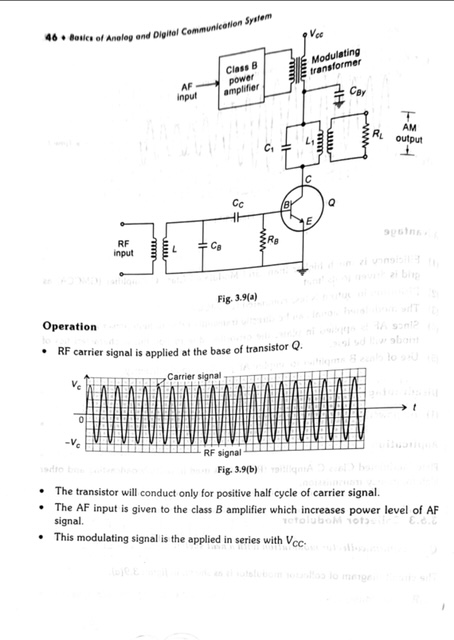 46 • Basics of Analog and Digital Communication System
Vcc
Modulating
transformer
Class B
power
amplifier
AF
input
CBy
C1
L1
RL
AM
output
C
B
Q
E
CC
RF
input
L
CB
RB
Fig. 3.9(a)
Operation
• RF carrier signal is applied at the base of transistor Q.
Carrier signal
Vc
0
t
–Vc
RF signal
Fig. 3.9(b)
• The transistor will conduct only for positive half cycle of carrier signal.
• The AF input is given to the class B amplifier which increases power level of AF
signal.
• This modulating signal is the applied in series with VCC.